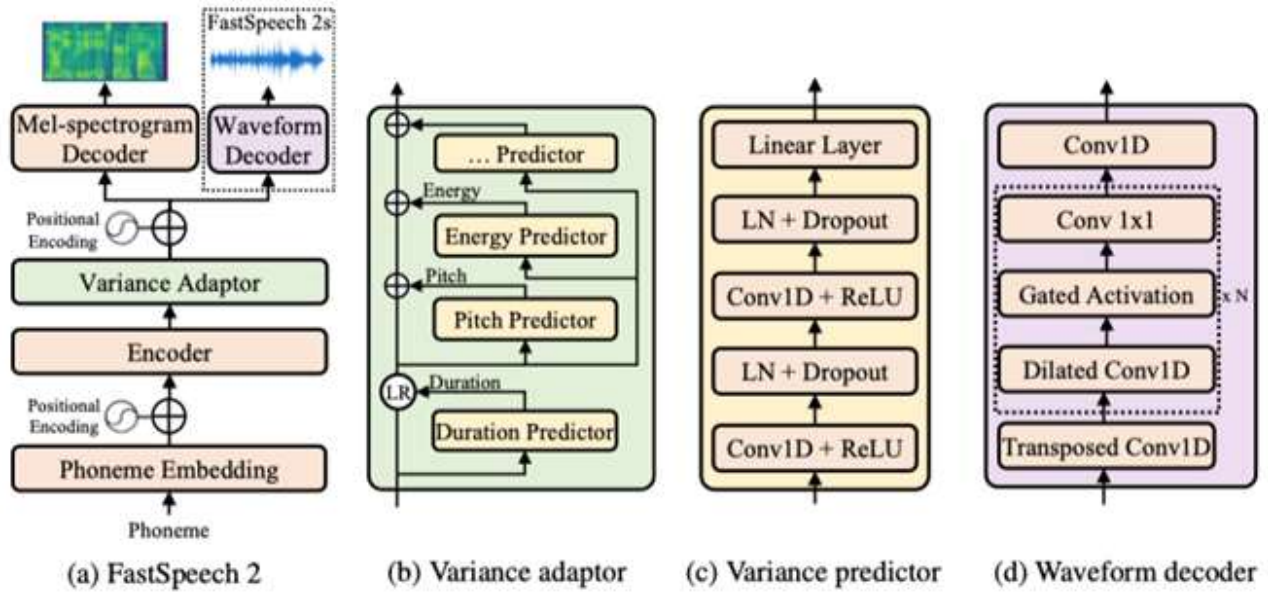 FastSpeech 2s
Mel-spectrogram
Decoder
Waveform
Decoder
Positional
Encoding
Variance Adaptor
Encoder
Positional
Encoding
Phoneme Embedding
Phoneme
(a) FastSpeech 2
... Predictor
Energy
Energy Predictor
Pitch
Pitch Predictor
LR
Duration
Duration Predictor
(b) Variance adaptor
Linear Layer
LN + Dropout
Conv1D + ReLU
LN + Dropout
Conv1D + ReLU
(c) Variance predictor
Conv1D
Conv 1x1
Gated Activation
x N
Dilated Conv1D
Transposed Conv1D
(d) Waveform decoder